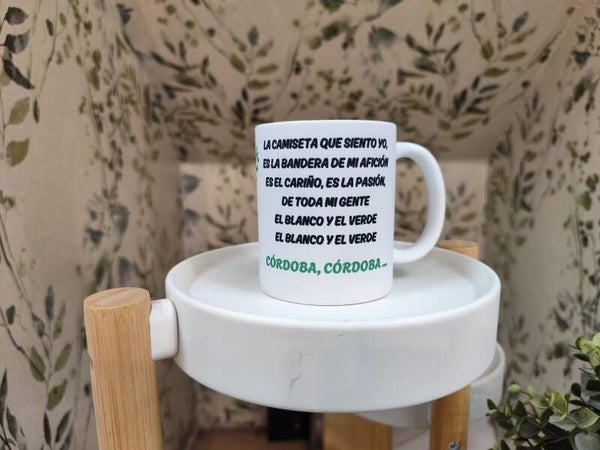 LA CAMISETA QUE SIENTO YO,
ES LA BANDERA DE MI AFICIÓN
ES EL CARIÑO, ES LA PASIÓN,
DE TODA MI GENTE
EL BLANCO Y EL VERDE
EL BLANCO Y EL VERDE
CÓRDOBA, CÓRDOBA...